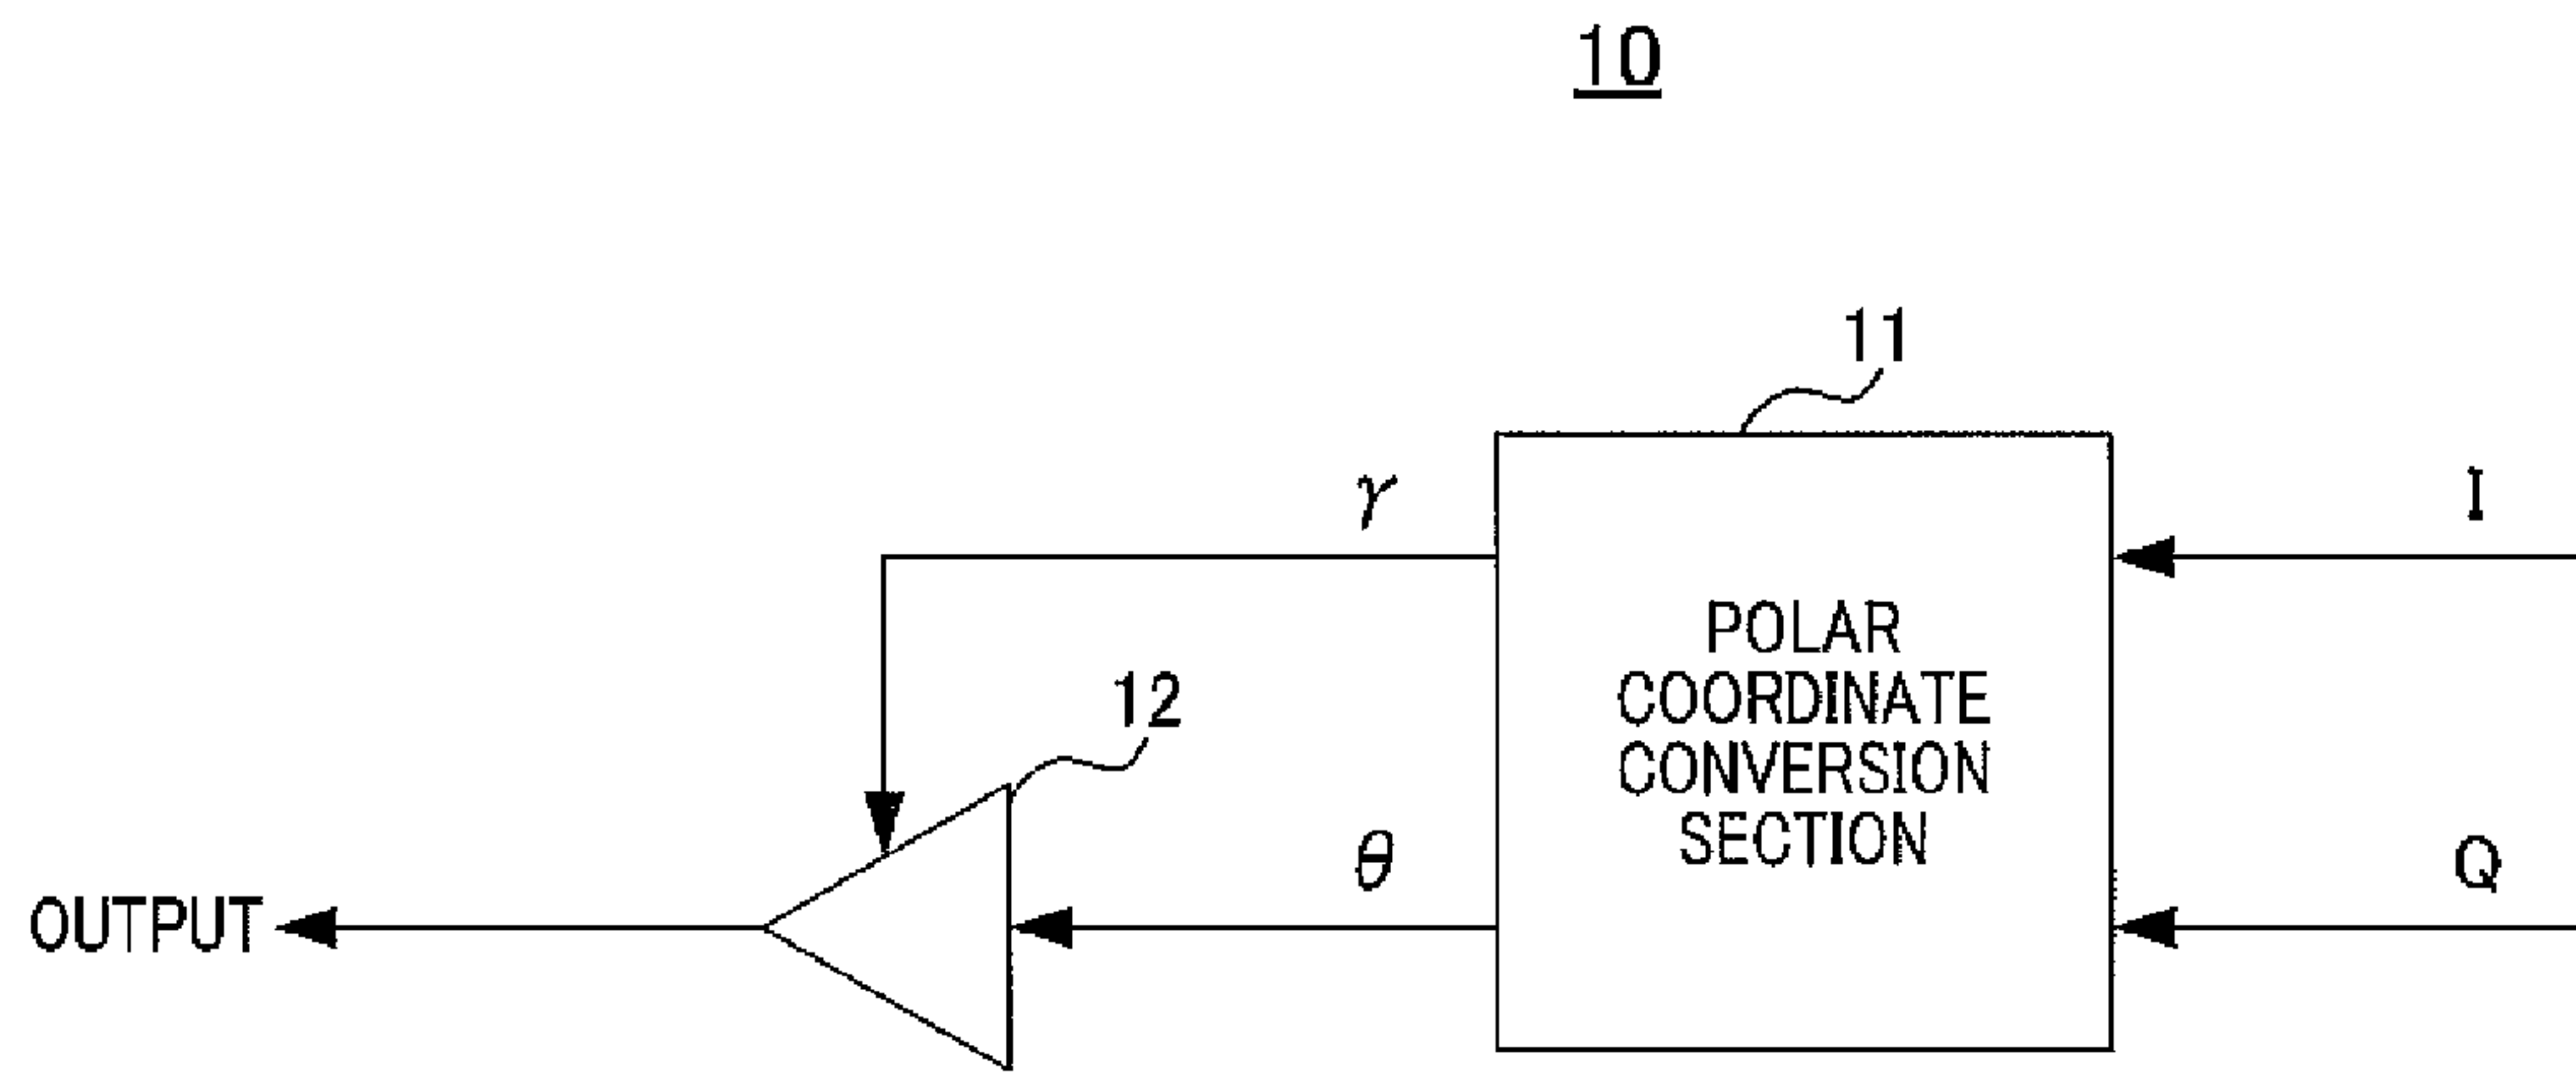 10
11
γ
I
POLAR
COORDINATE
CONVERSION
SECTION
12
θ
Q
OUTPUT